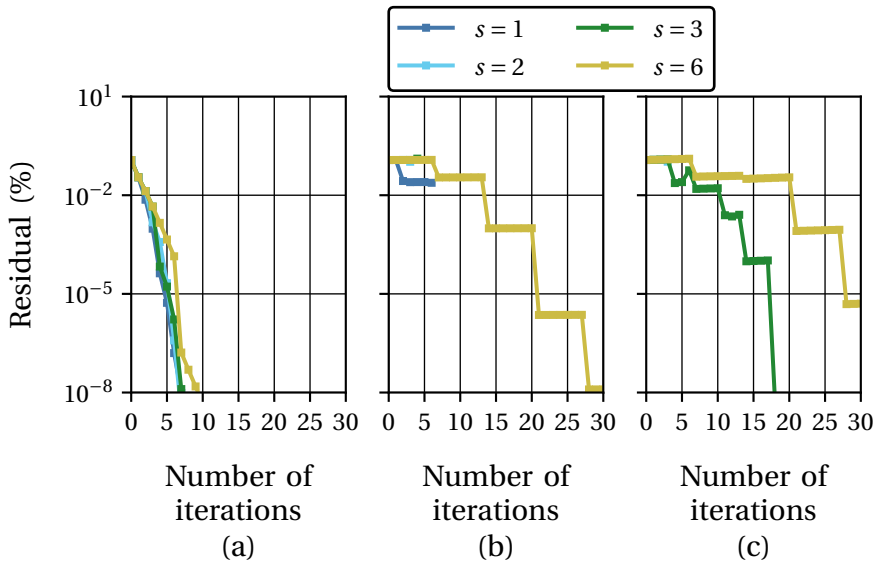 s = 1 s = 3
s = 2 s = 6
10^1
10^−2
10^−5
10^−8
Residual (%)
0 5 10 15 20 25 30 0 5 10 15 20 25 30 0 5 10 15 20 25 30
Number of Number of Number of
iterations iterations iterations
(a) (b) (c)